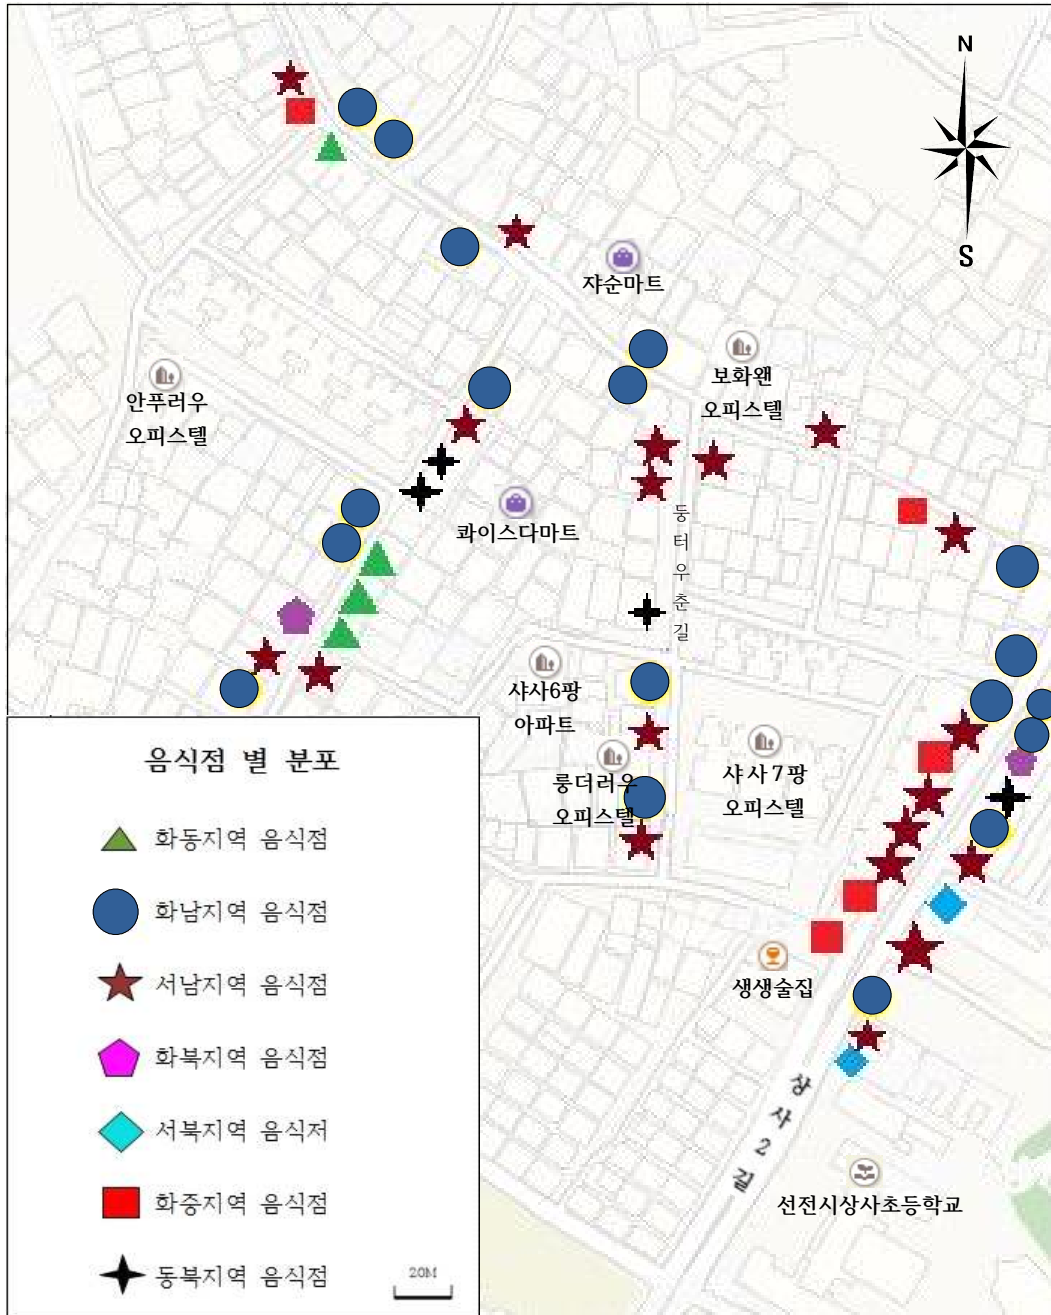 N
S
쟈순마트
보화왠
오피스텔
안푸러우
오피스텔
콰이스다마트
둥터우춘길
샤사6팡
아파트
룽더러우
오피스텔
샤사7팡
오피스텔
생생술집
상사2길
선전시상사초등학교
음식점 별 분포
화동지역 음식점
화남지역 음식점
서남지역 음식점
화북지역 음식점
서북지역 음식저
화중지역 음식점
동북지역 음식점
20M